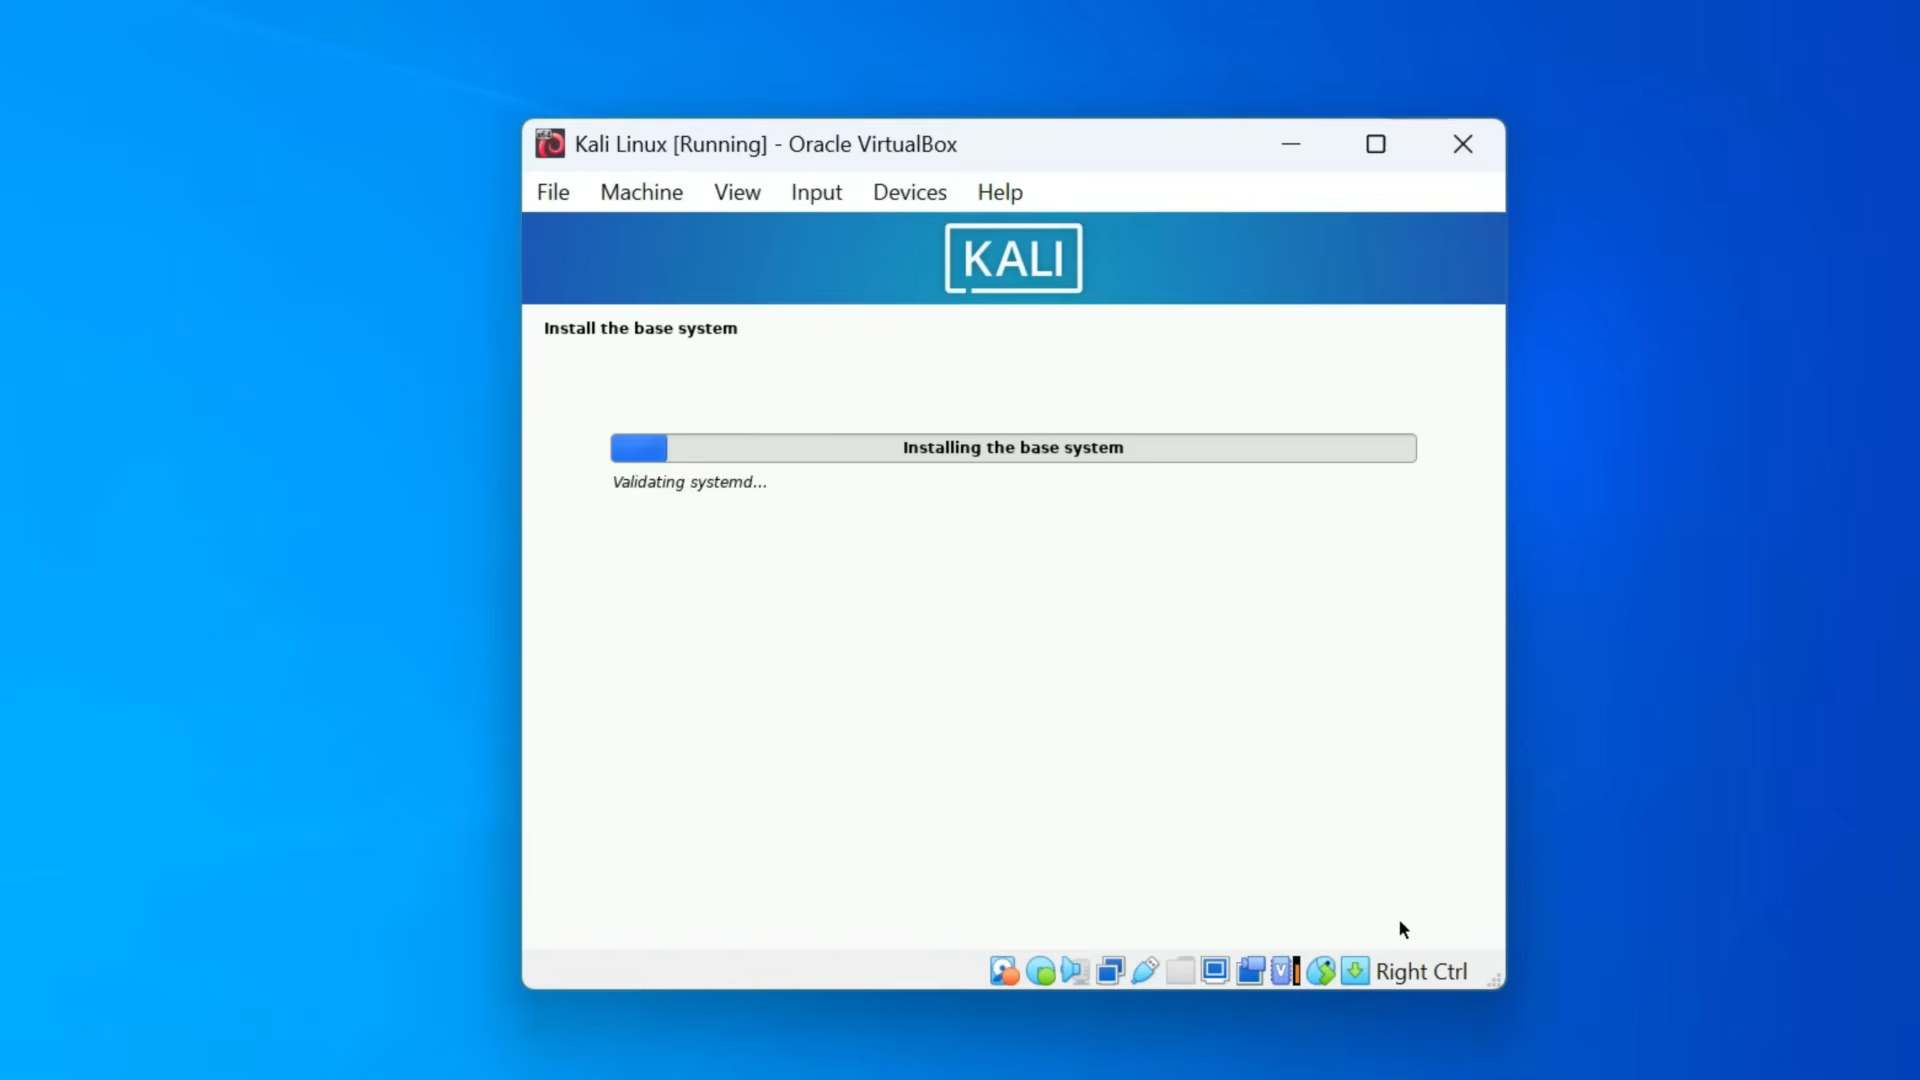 Kali Linux [Running] - Oracle VirtualBox
File Machine View Input Devices Help
KALI
Install the base system
Installing the base system
Validating systemd...
Right Ctrl